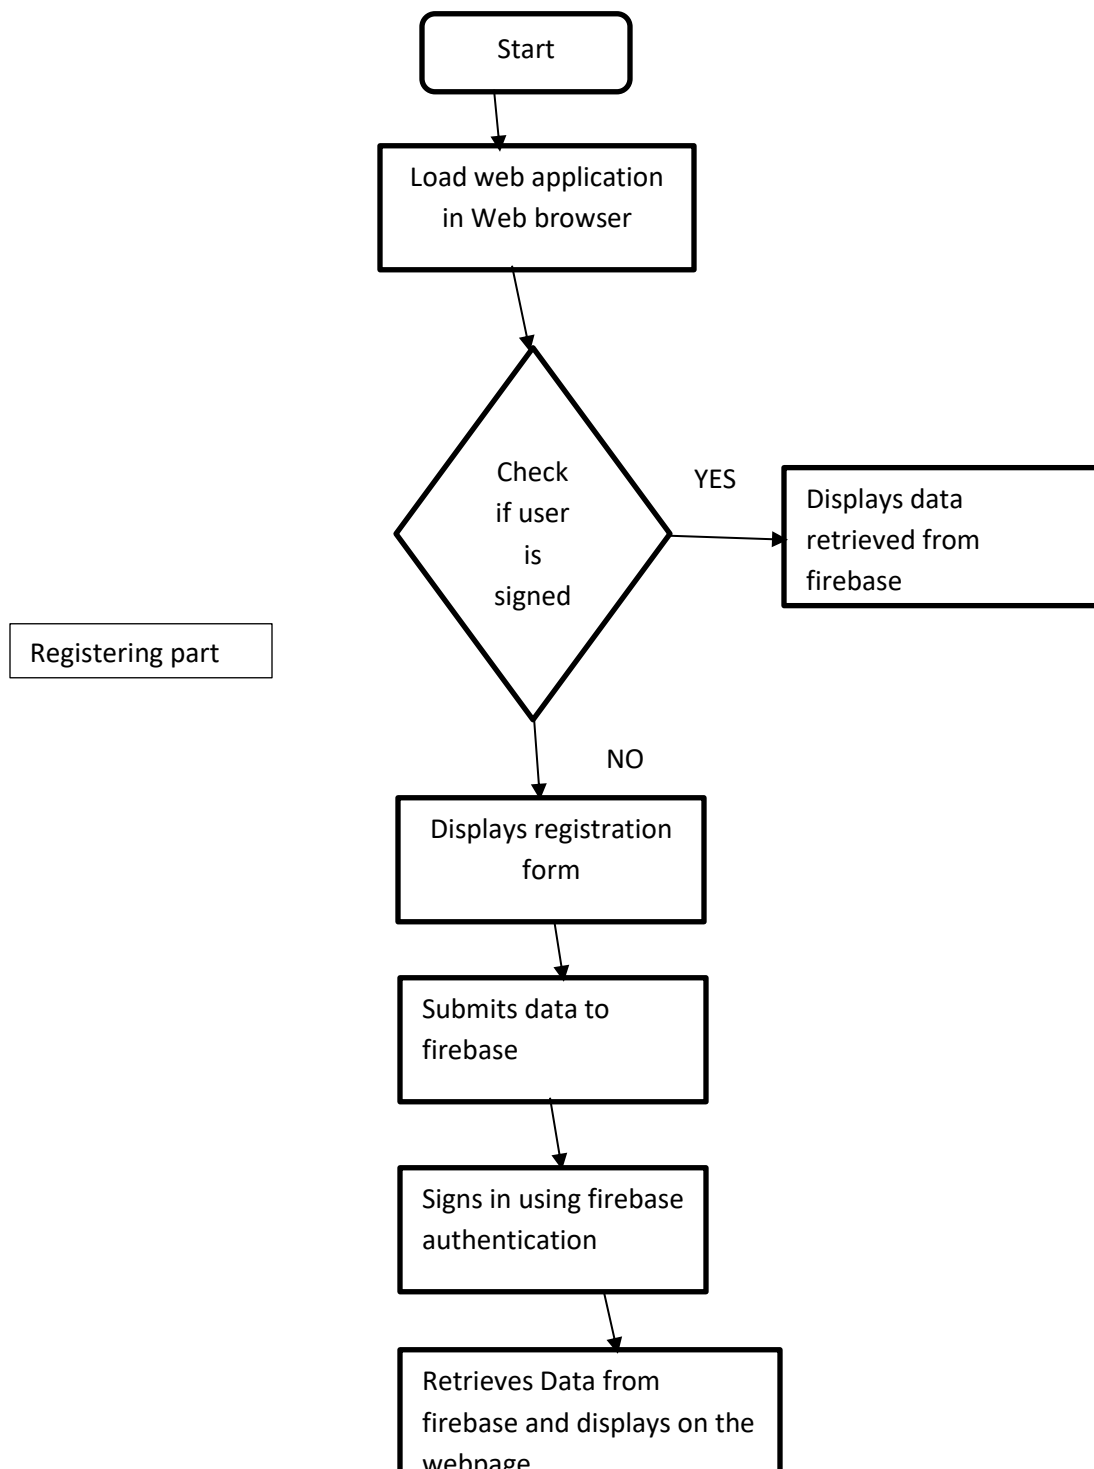 Start
Load web application
in Web browser
Check
if user
is
signed
YES
Displays data
retrieved from
firebase
Registering part
NO
Displays registration
form
Submits data to
firebase
Signs in using firebase
authentication
Retrieves Data from
firebase and displays on the
webpage